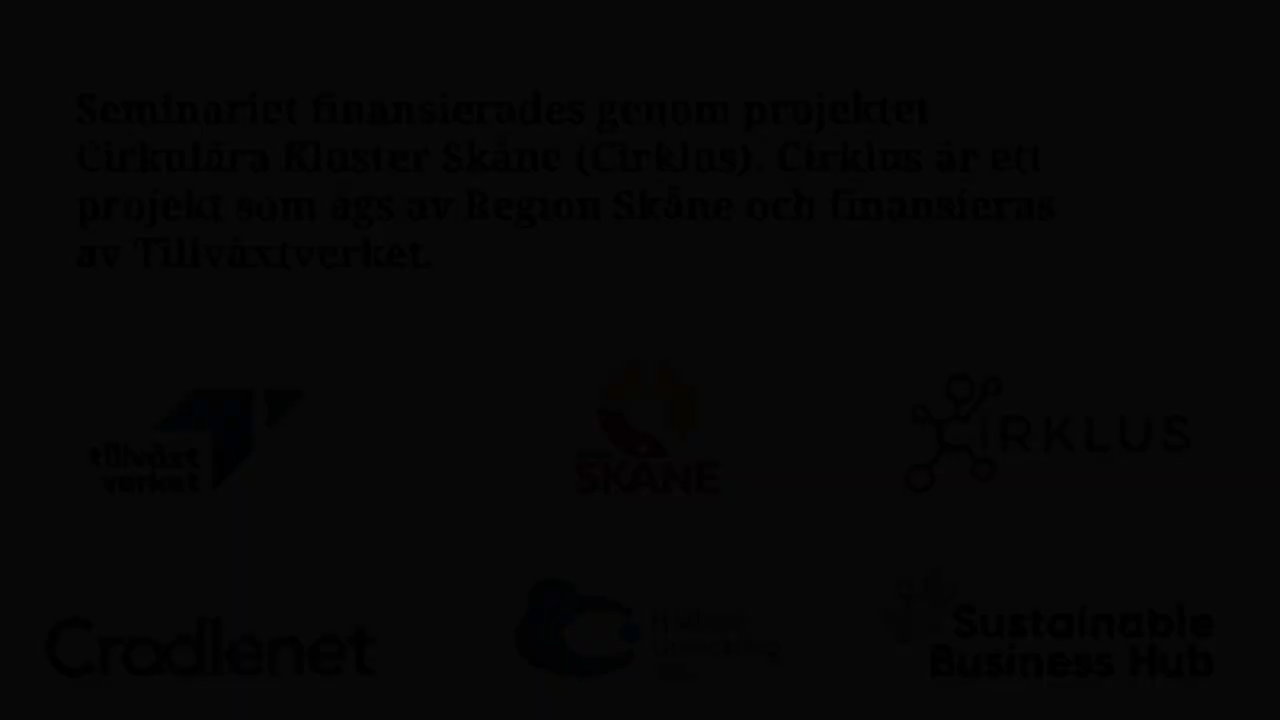 Seminariet finansierades genom projektet
Cirkulära Kluster Skåne (Cirklus). Cirklus är ett
projekt som ägs av Region Skåne och finansieras
av Tillväxtverket.
tillväxt
verket
SKÅNE
CIRKLUS
Cradlenet
Sustainable
Business Hub